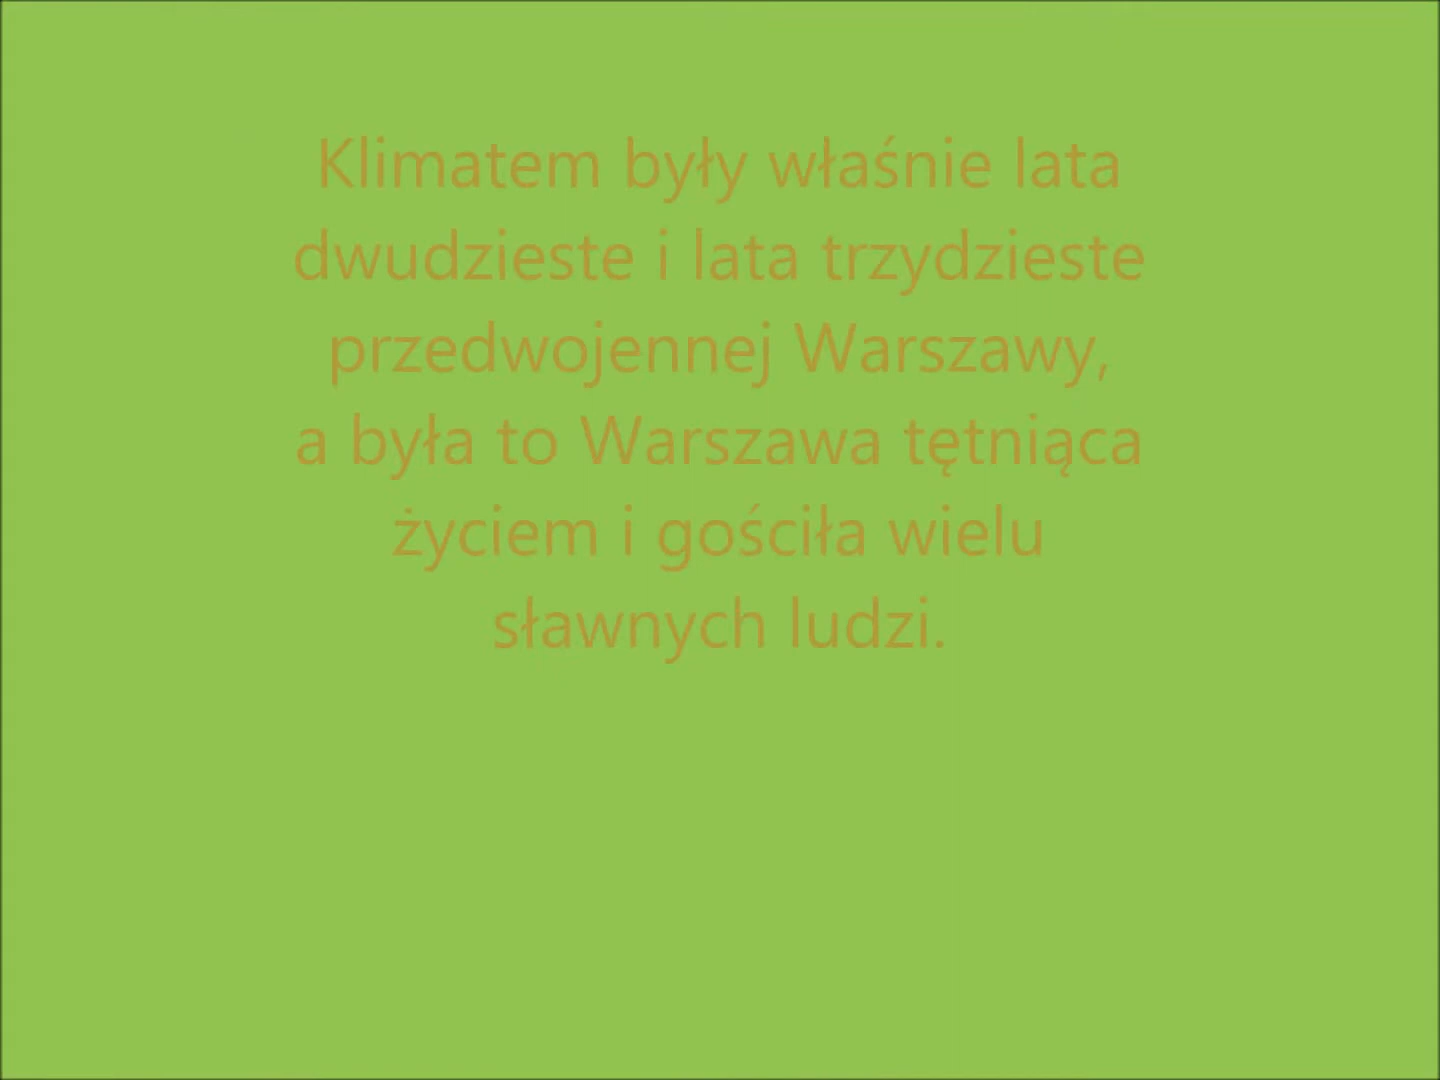 Klimatem były właśnie lata
dwudzieste i lata trzydzieste
przedwojennej Warszawy,
a była to Warszawa tętniąca
życiem i gościła wielu
sławnych ludzi.